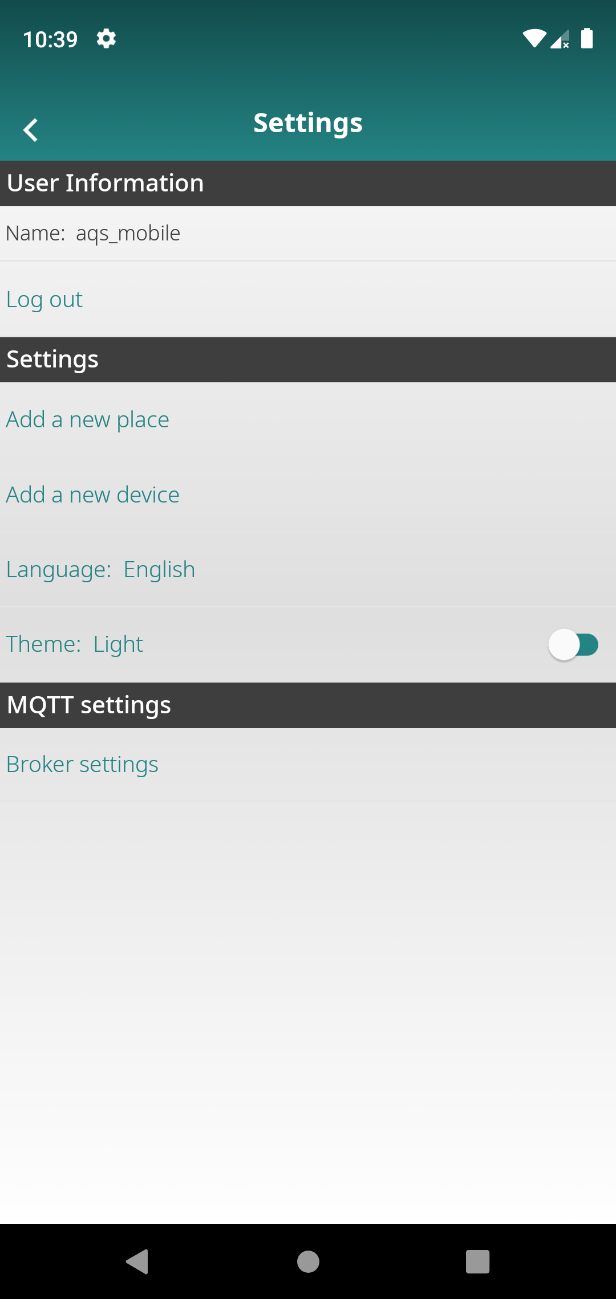 10:39
Settings
User Information
Name: aqs_mobile
Log out
Settings
Add a new place
Add a new device
Language: English
Theme: Light
MQTT settings
Broker settings